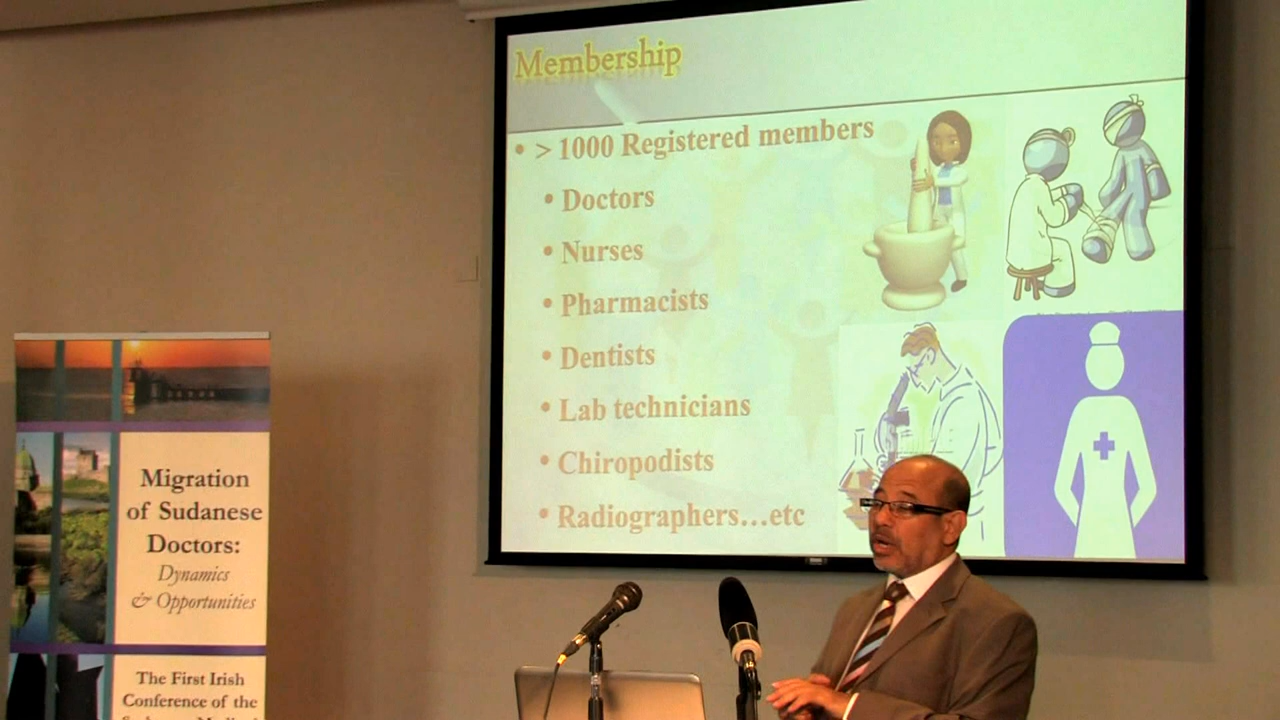 Membership
• > 1000 Registered members
• Doctors
• Nurses
• Pharmacists
• Dentists
• Lab technicians
• Chiropodists
• Radiographers...etc
Migration
of Sudanese
Doctors:
Dynamics
& Opportunities
The First Irish
Conference of the